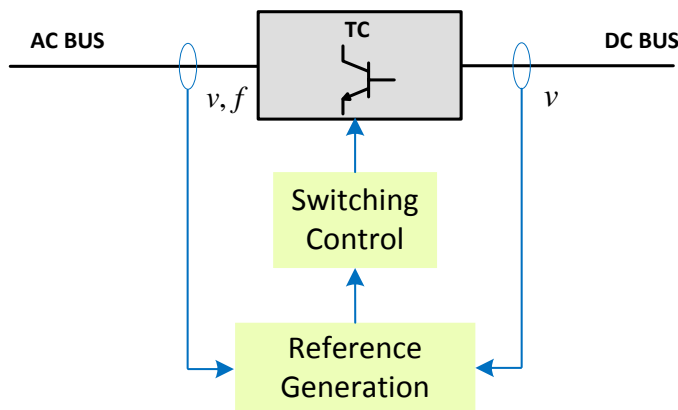 AC BUS
TC
DC BUS
v, f
v
Switching
Control
Reference
Generation